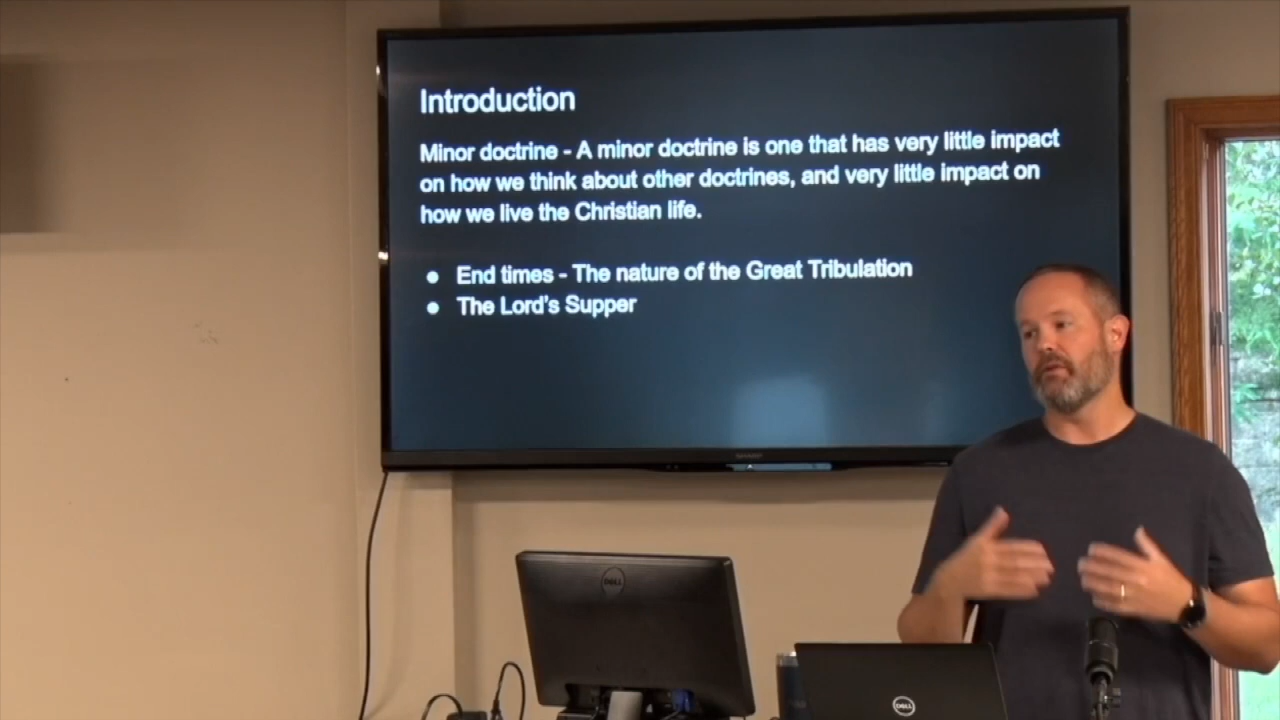 Introduction
Minor doctrine - A minor doctrine is one that has very little impact
on how we think about other doctrines, and very little impact on
how we live the Christian life.
● End times - The nature of the Great Tribulation
● The Lord's Supper
SHARP
DELL
DELL